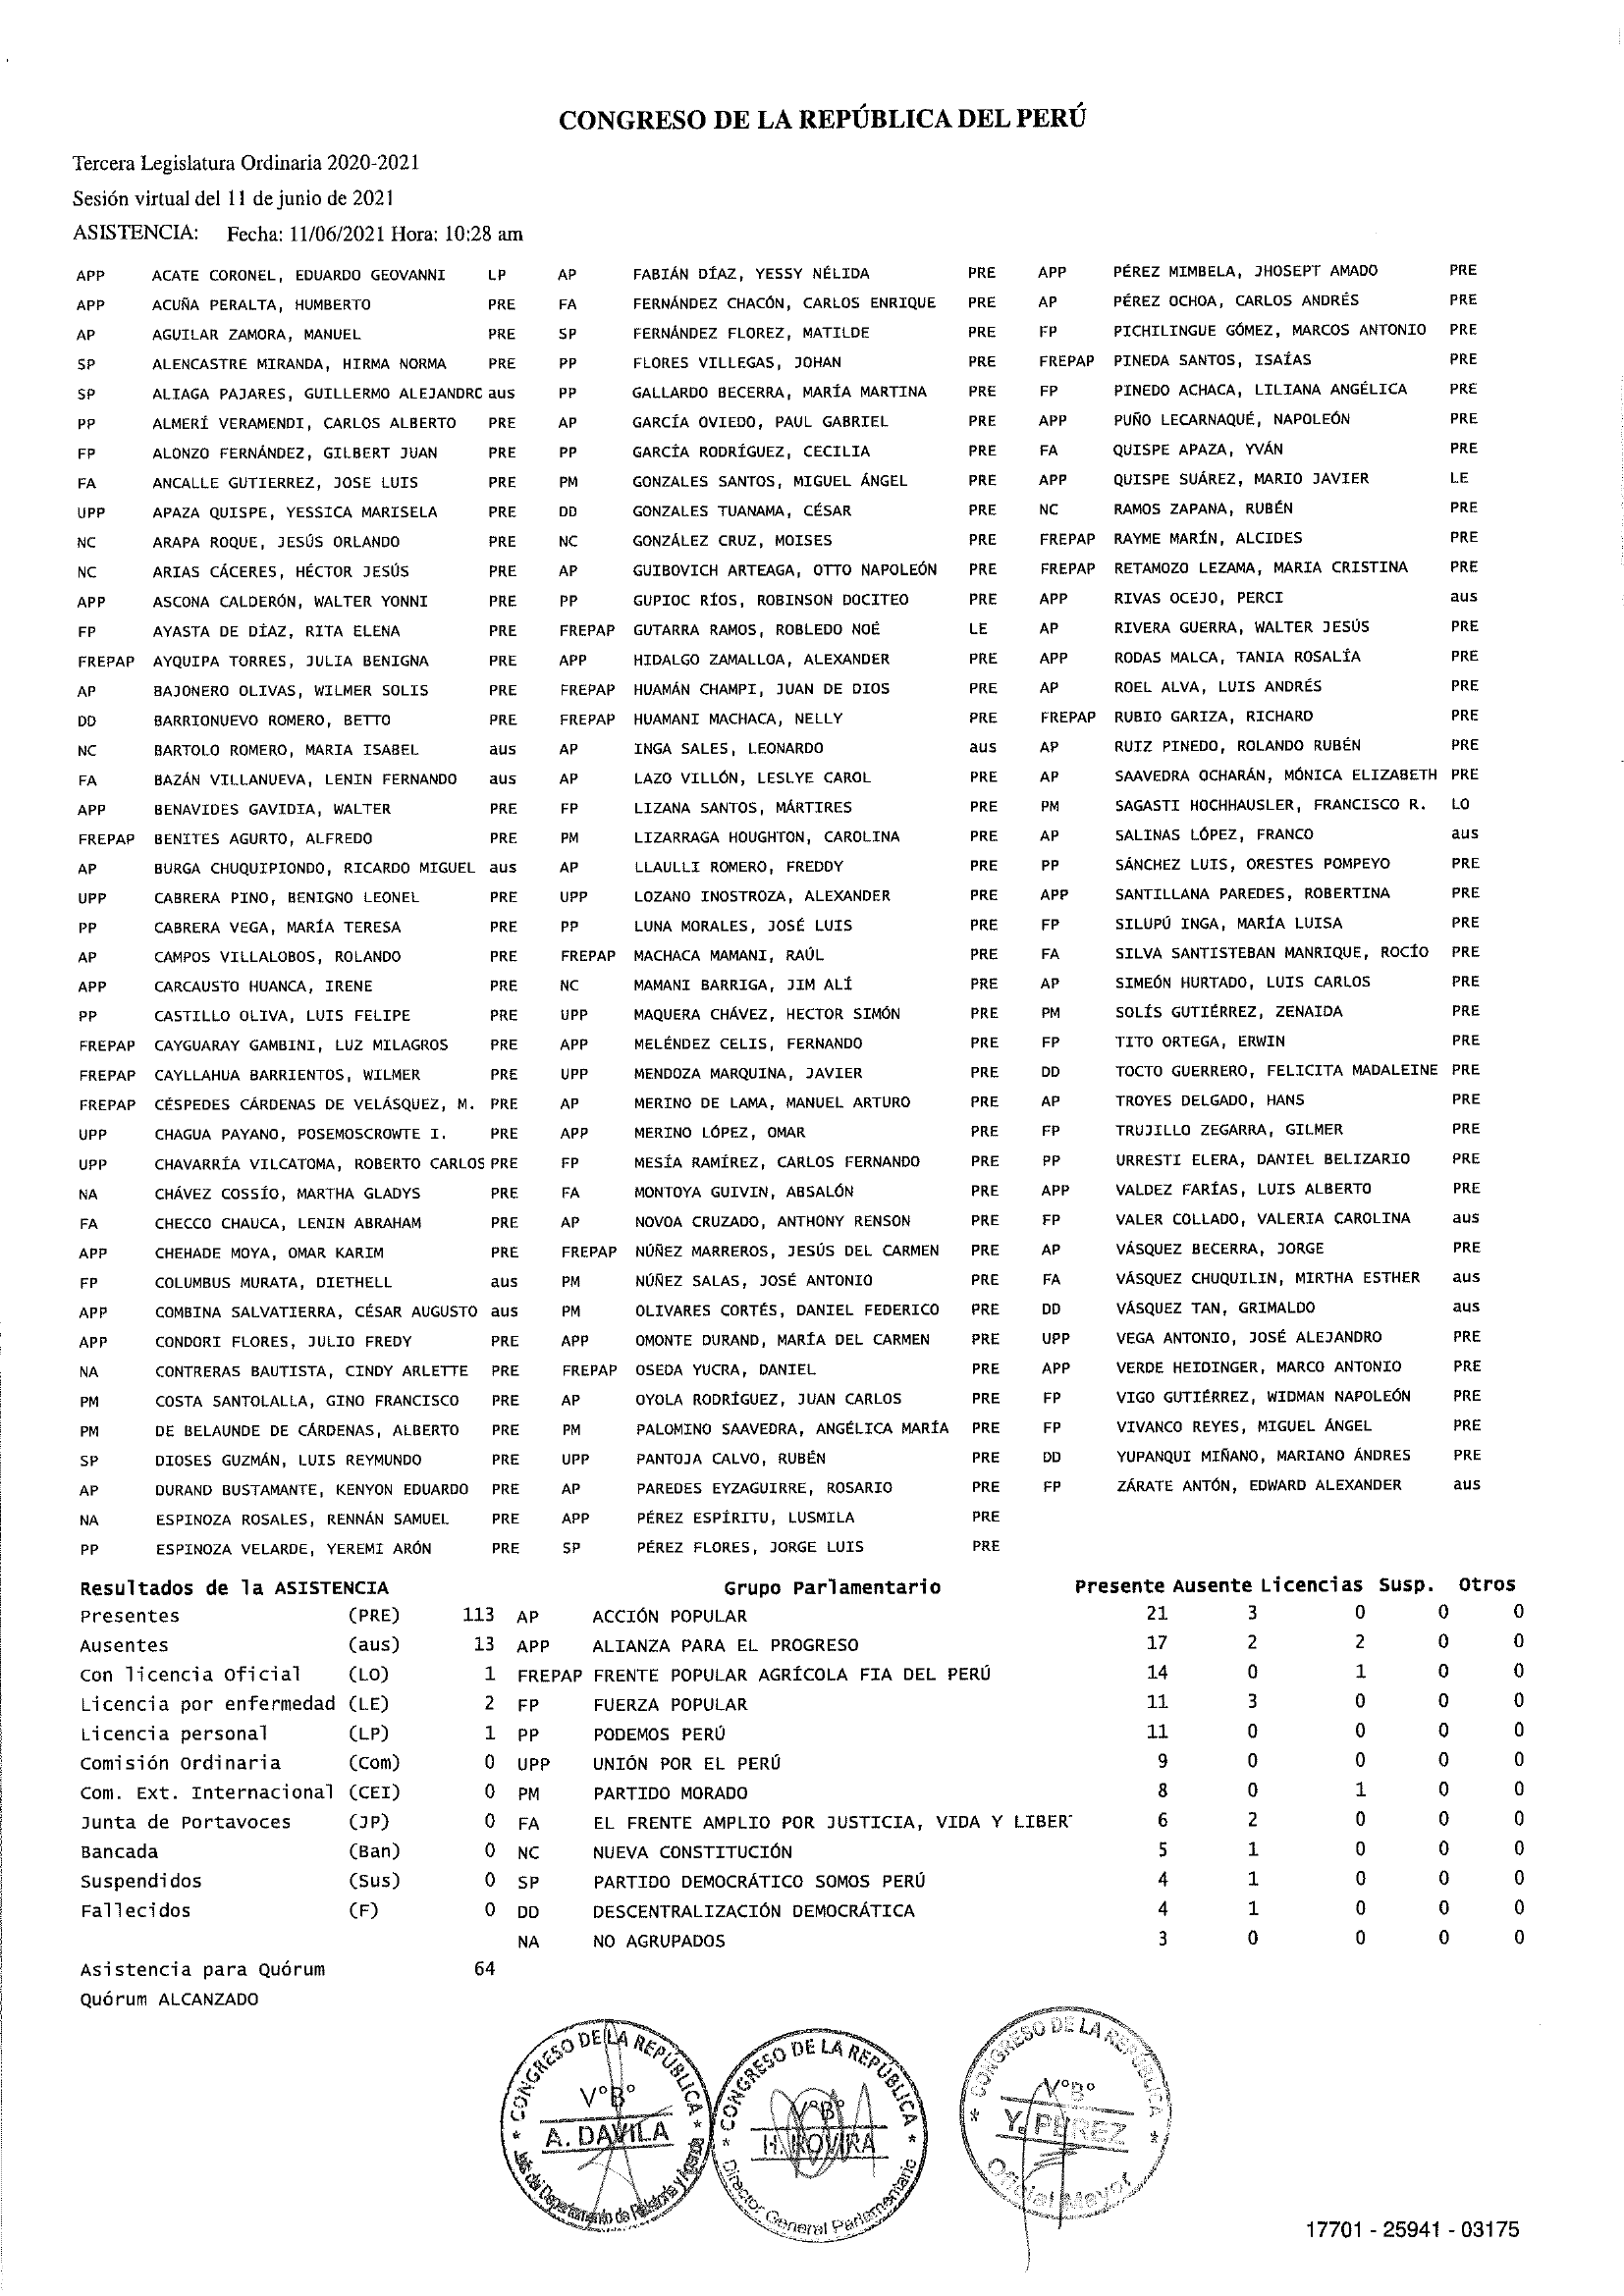 CONGRESO DE LA REPÚBLICA DEL PERÚ
Tercera Legislatura Ordinaria 2020-2021
Sesión virtual del 11 de junio de 2021
ASISTENCIA: Fecha: 11/06/2021 Hora: 10:28 am
APP ACATE CORONEL, EDUARDO GEOVANNI LP AP FABIÁN DÍAZ, YESSY NÉLIDA PRE APP PÉREZ MIMBELA, JHOSEPT AMADO PRE
APP ACUÑA PERALTA, HUMBERTO PRE FA FERNÁNDEZ CHACÓN, CARLOS ENRIQUE PRE AP PÉREZ OCHOA, CARLOS ANDRÉS PRE
AP AGUILAR ZAMORA, MANUEL PRE SP FERNÁNDEZ FLOREZ, MATILDE PRE FP PICHILINGUE GÓMEZ, MARCOS ANTONIO PRE
SP ALENCASTRE MIRANDA, HIRMA NORMA PRE PP FLORES VILLEGAS, JOHAN PRE FREPAP PINEDA SANTOS, ISAÍAS PRE
SP ALIAGA PAJARES, GUILLERMO ALEJANDRO aus PP GALLARDO BECERRA, MARÍA MARTINA PRE FP PINEDO ACHACA, LILIANA ANGÉLICA PRE
PP ALMERÍ VERAMENDI, CARLOS ALBERTO PRE AP GARCÍA OVIEDO, PAUL GABRIEL PRE APP PUÑO LECARNAQUÉ, NAPOLEÓN PRE
FP ALONZO FERNÁNDEZ, GILBERT JUAN PRE PP GARCÍA RODRÍGUEZ, CECILIA PRE FA QUISPE APAZA, YVÁN PRE
FA ANCALLE GUTIERREZ, JOSE LUIS PRE PM GONZALES SANTOS, MIGUEL ÁNGEL PRE APP QUISPE SUÁREZ, MARIO JAVIER LE
UPP APAZA QUISPE, YESSICA MARISELA PRE DD GONZALES TUANAMA, CÉSAR PRE NC RAMOS ZAPANA, RUBÉN PRE
NC ARAPA ROQUE, JESÚS ORLANDO PRE NC GONZÁLEZ CRUZ, MOISES PRE FREPAP RAYME MARÍN, ALCIDES PRE
NC ARIAS CÁCERES, HÉCTOR JESÚS PRE AP GUIBOVICH ARTEAGA, OTTO NAPOLEÓN PRE FREPAP RETAMOZO LEZAMA, MARIA CRISTINA PRE
APP ASCONA CALDERÓN, WALTER YONNI PRE PP GUPIOC RÍOS, ROBINSON DOCITEO PRE APP RIVAS OCEJO, PERCI aus
FP AYASTA DE DÍAZ, RITA ELENA PRE FREPAP GUTARRA RAMOS, ROBLEDO NOÉ LE AP RIVERA GUERRA, WALTER JESÚS PRE
FREPAP AYQUIPA TORRES, JULIA BENIGNA PRE APP HIDALGO ZAMALLOA, ALEXANDER PRE APP RODAS MALCA, TANIA ROSALÍA PRE
AP BAJONERO OLIVAS, WILMER SOLIS PRE FREPAP HUAMÁN CHAMPI, JUAN DE DIOS PRE AP ROEL ALVA, LUIS ANDRÉS PRE
DD BARRIONUEVO ROMERO, BETTO PRE FREPAP HUAMANI MACHACA, NELLY PRE FREPAP RUBIO GARIZA, RICHARD PRE
NC BARTOLO ROMERO, MARIA ISABEL aus AP INGA SALES, LEONARDO aus AP RUIZ PINEDO, ROLANDO RUBÉN PRE
FA BAZÁN VILLANUEVA, LENIN FERNANDO aus AP LAZO VILLÓN, LESLYE CAROL PRE AP SAAVEDRA OCHARÁN, MÓNICA ELIZABETH PRE
APP BENAVIDES GAVIDIA, WALTER PRE FP LIZANA SANTOS, MÁRTIRES PRE PM SAGASTI HOCHHAUSLER, FRANCISCO R. LO
FREPAP BENITES AGURTO, ALFREDO PRE PM LIZARRAGA HOUGHTON, CAROLINA PRE AP SALINAS LÓPEZ, FRANCO aus
AP BURGA CHUQUIPIONDO, RICARDO MIGUEL aus AP LLAULLI ROMERO, FREDDY PRE PP SÁNCHEZ LUIS, ORESTES POMPEYO PRE
UPP CABRERA PINO, BENIGNO LEONEL PRE UPP LOZANO INOSTROZA, ALEXANDER PRE APP SANTILLANA PAREDES, ROBERTINA PRE
PP CABRERA VEGA, MARÍA TERESA PRE PP LUNA MORALES, JOSÉ LUIS PRE FP SILUPÚ INGA, MARÍA LUISA PRE
AP CAMPOS VILLALOBOS, ROLANDO PRE FREPAP MACHACA MAMANI, RAÚL PRE FA SILVA SANTISTEBAN MANRIQUE, ROCÍO PRE
APP CARCAUSTO HUANCA, IRENE PRE NC MAMANI BARRIGA, JIM ALÍ PRE AP SIMEÓN HURTADO, LUIS CARLOS PRE
PP CASTILLO OLIVA, LUIS FELIPE PRE UPP MAQUERA CHÁVEZ, HECTOR SIMÓN PRE PM SOLÍS GUTIÉRREZ, ZENAIDA PRE
FREPAP CAYGUARAY GAMBINI, LUZ MILAGROS PRE APP MELÉNDEZ CELIS, FERNANDO PRE FP TITO ORTEGA, ERWIN PRE
FREPAP CAYLLAHUA BARRIENTOS, WILMER PRE UPP MENDOZA MARQUINA, JAVIER PRE DD TOCTO GUERRERO, FELICITA MADALEINE PRE
FREPAP CÉSPEDES CÁRDENAS DE VELÁSQUEZ, M. PRE AP MERINO DE LAMA, MANUEL ARTURO PRE AP TROYES DELGADO, HANS PRE
UPP CHAGUA PAYANO, POSEMOSCROWTE I. PRE APP MERINO LÓPEZ, OMAR PRE FP TRUJILLO ZEGARRA, GILMER PRE
UPP CHAVARRÍA VILCATOMA, ROBERTO CARLOS PRE FP MESÍA RAMÍREZ, CARLOS FERNANDO PRE PP URRESTI ELERA, DANIEL BELIZARIO PRE
NA CHÁVEZ COSSÍO, MARTHA GLADYS PRE FA MONTOYA GUIVIN, ABSALÓN PRE APP VALDEZ FARÍAS, LUIS ALBERTO PRE
FA CHECCO CHAUCA, LENIN ABRAHAM PRE AP NOVOA CRUZADO, ANTHONY RENSON PRE FP VALER COLLADO, VALERIA CAROLINA aus
APP CHEHADE MOYA, OMAR KARIM PRE FREPAP NÚÑEZ MARREROS, JESÚS DEL CARMEN PRE AP VÁSQUEZ BECERRA, JORGE PRE
FP COLUMBUS MURATA, DIETHELL aus PM NÚÑEZ SALAS, JOSÉ ANTONIO PRE FA VÁSQUEZ CHUQUILIN, MIRTHA ESTHER aus
APP COMBINA SALVATIERRA, CÉSAR AUGUSTO aus PM OLIVARES CORTÉS, DANIEL FEDERICO PRE DD VÁSQUEZ TAN, GRIMALDO aus
APP CONDORI FLORES, JULIO FREDY PRE APP OMONTE DURAND, MARÍA DEL CARMEN PRE UPP VEGA ANTONIO, JOSÉ ALEJANDRO PRE
NA CONTRERAS BAUTISTA, CINDY ARLETTE PRE FREPAP OSEDA YUCRA, DANIEL PRE APP VERDE HEIDINGER, MARCO ANTONIO PRE
PM COSTA SANTOLALLA, GINO FRANCISCO PRE AP OYOLA RODRÍGUEZ, JUAN CARLOS PRE FP VIGO GUTIÉRREZ, WIDMAN NAPOLEÓN PRE
PM DE BELAUNDE DE CÁRDENAS, ALBERTO PRE PM PALOMINO SAAVEDRA, ANGÉLICA MARÍA PRE FP VIVANCO REYES, MIGUEL ÁNGEL PRE
SP DIOSES GUZMÁN, LUIS REYMUNDO PRE UPP PANTOJA CALVO, RUBÉN PRE DD YUPANQUI MIÑANO, MARIANO ÁNDRES PRE
AP DURAND BUSTAMANTE, KENYON EDUARDO PRE AP PAREDES EYZAGUIRRE, ROSARIO PRE FP ZÁRATE ANTÓN, EDWARD ALEXANDER aus
NA ESPINOZA ROSALES, RENNÁN SAMUEL PRE APP PÉREZ ESPÍRITU, LUSMILA PRE
PP ESPINOZA VELARDE, YEREMI ARÓN PRE SP PÉREZ FLORES, JORGE LUIS PRE
Resultados de la ASISTENCIA Grupo Parlamentario Presente Ausente Licencias Susp. Otros
Presentes (PRE) 113 AP ACCIÓN POPULAR 21 3 0 0 0
Ausentes (aus) 13 APP ALIANZA PARA EL PROGRESO 17 2 2 0 0
Con licencia Oficial (LO) 1 FREPAP FRENTE POPULAR AGRÍCOLA FIA DEL PERÚ 14 0 1 0 0
Licencia por enfermedad (LE) 2 FP FUERZA POPULAR 11 3 0 0 0
Licencia personal (LP) 1 PP PODEMOS PERÚ 11 0 0 0 0
Comisión Ordinaria (Com) 0 UPP UNIÓN POR EL PERÚ 9 0 0 0 0
Com. Ext. Internacional (CEI) 0 PM PARTIDO MORADO 8 0 1 0 0
Junta de Portavoces (JP) 0 FA EL FRENTE AMPLIO POR JUSTICIA, VIDA Y LIBER 6 2 0 0 0
Bancada (Ban) 0 NC NUEVA CONSTITUCIÓN 5 1 0 0 0
Suspendidos (Sus) 0 SP PARTIDO DEMOCRÁTICO SOMOS PERÚ 4 1 0 0 0
Fallecidos (F) 0 DD DESCENTRALIZACIÓN DEMOCRÁTICA 4 1 0 0 0
NA NO AGRUPADOS 3 0 0 0 0
Asistencia para Quórum 64
Quórum ALCANZADO
* CONGRESO DE LA REPÚBLICA *
V°B°
A. DAVILA
Jefe del Departamento de Relatoría y Agenda
* CONGRESO DE LA REPÚBLICA *
V°B°
H. ROVIRA
Director General Parlamentario
* CONGRESO DE LA REPÚBLICA *
V°B°
Y. PÉREZ
Oficial Mayor
17701 - 25941 - 03175